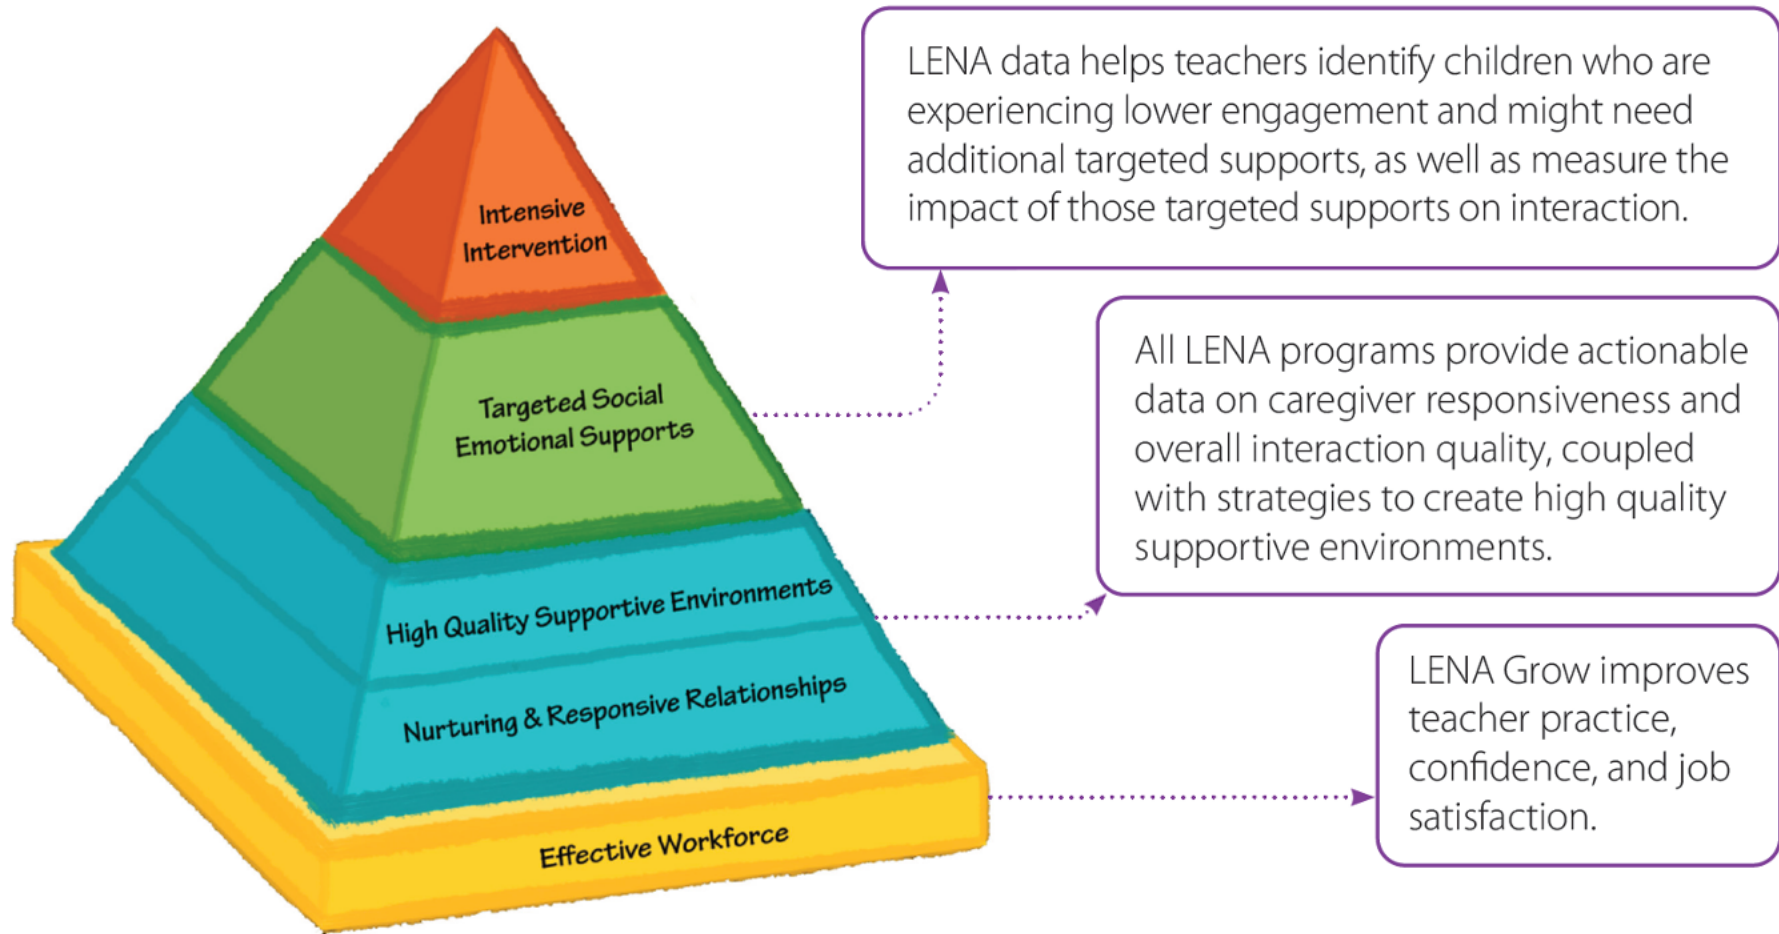 Intensive
Intervention
Targeted Social
Emotional Supports
High Quality Supportive Environments
Nurturing & Responsive Relationships
Effective Workforce
LENA data helps teachers identify children who are
experiencing lower engagement and might need
additional targeted supports, as well as measure the
impact of those targeted supports on interaction.
All LENA programs provide actionable
data on caregiver responsiveness and
overall interaction quality, coupled
with strategies to create high quality
supportive environments.
LENA Grow improves
teacher practice,
confidence, and job
satisfaction.